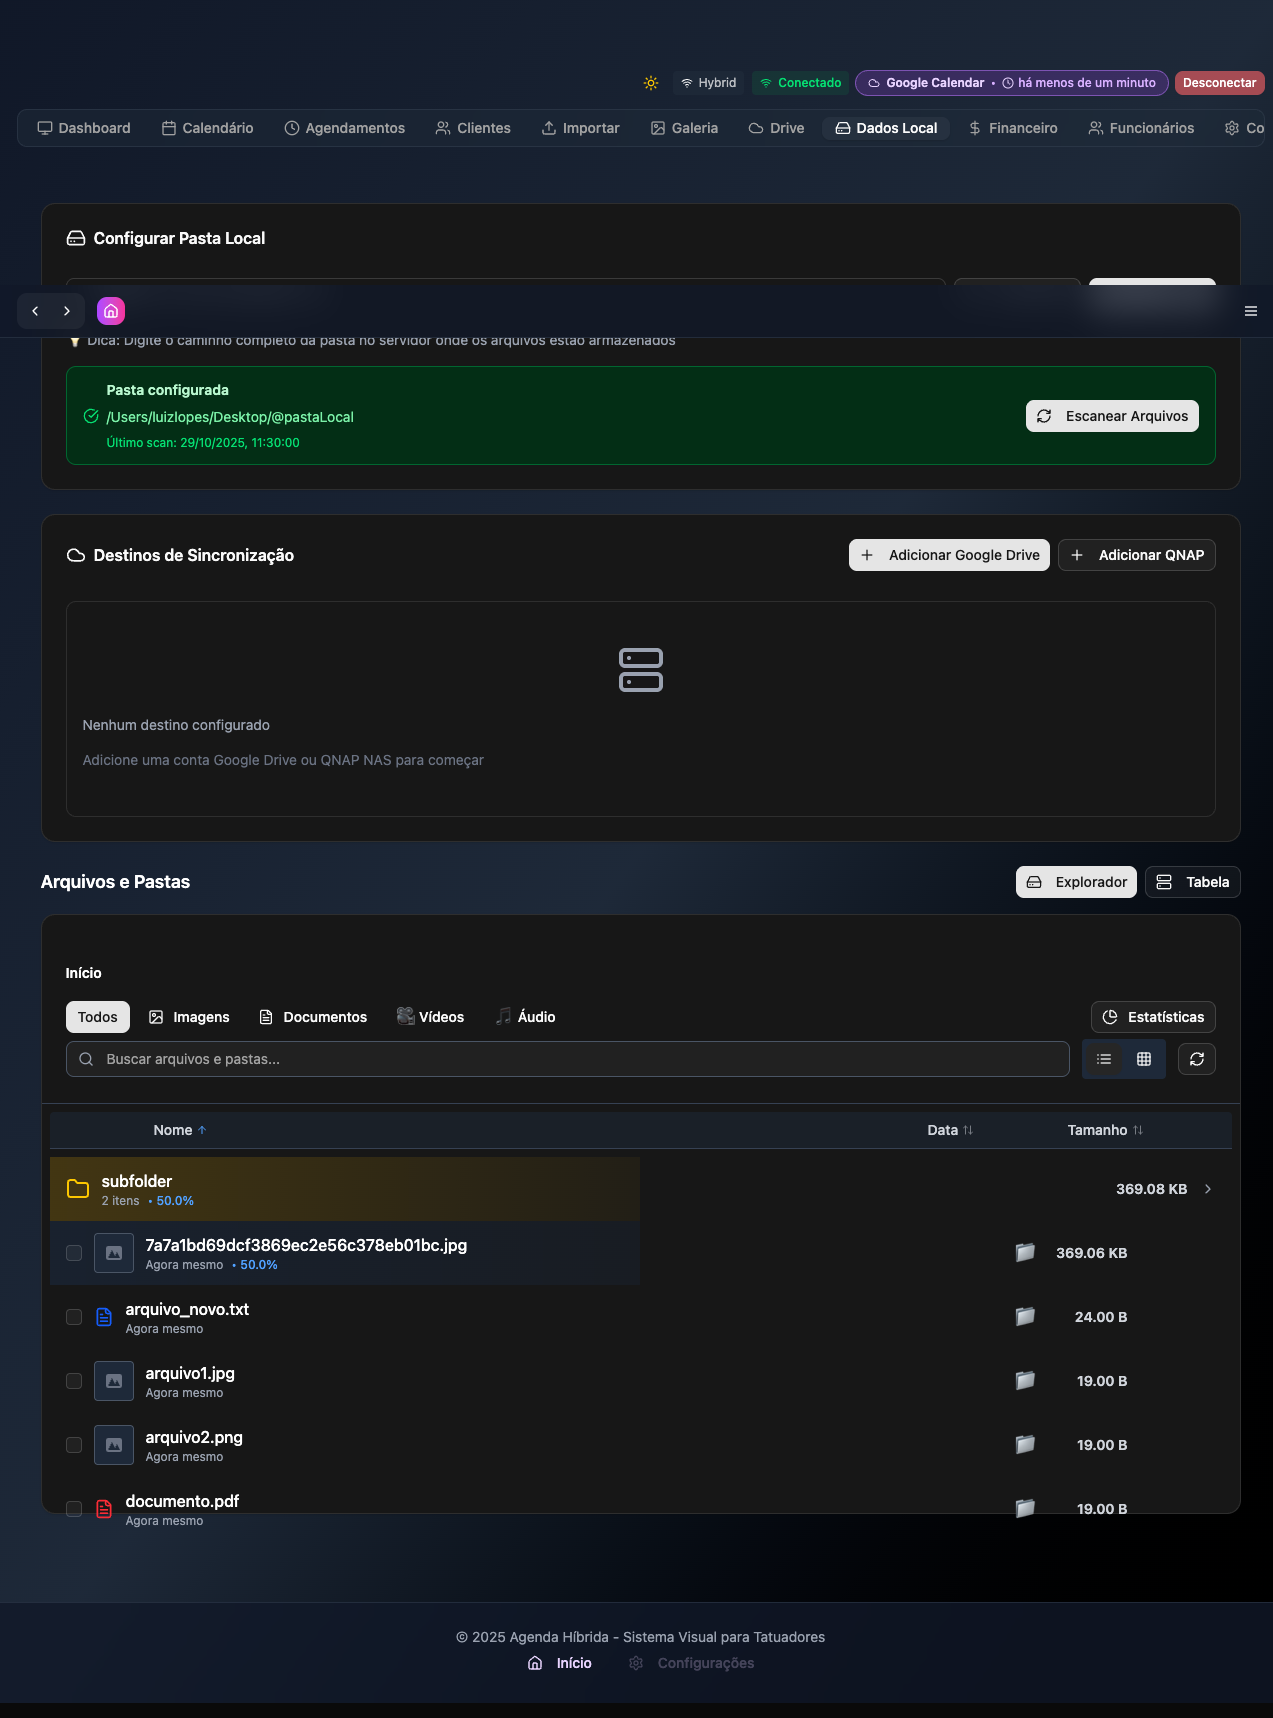 Hybrid
Conectado
Google Calendar • há menos de um minuto
Desconectar
Dashboard
Calendário
Agendamentos
Clientes
Importar
Galeria
Drive
Dados Local
Financeiro
Funcionários
Co
Configurar Pasta Local
Dica: Digite o caminho completo da pasta no servidor onde os arquivos estão armazenados
Pasta configurada
/Users/luizlopes/Desktop/@pastaLocal
Último scan: 29/10/2025, 11:30:00
Escanear Arquivos
Destinos de Sincronização
Adicionar Google Drive
Adicionar QNAP
Nenhum destino configurado
Adicione uma conta Google Drive ou QNAP NAS para começar
Arquivos e Pastas
Explorador
Tabela
Início
Todos
Imagens
Documentos
Vídeos
Áudio
Estatísticas
Buscar arquivos e pastas...
Nome
Data
Tamanho
subfolder
2 itens • 50.0%
369.08 KB
7a7a1bd69dcf3869ec2e56c378eb01bc.jpg
Agora mesmo • 50.0%
369.06 KB
arquivo_novo.txt
Agora mesmo
24.00 B
arquivo1.jpg
Agora mesmo
19.00 B
arquivo2.png
Agora mesmo
19.00 B
documento.pdf
Agora mesmo
19.00 B
© 2025 Agenda Híbrida - Sistema Visual para Tatuadores
Início
Configurações